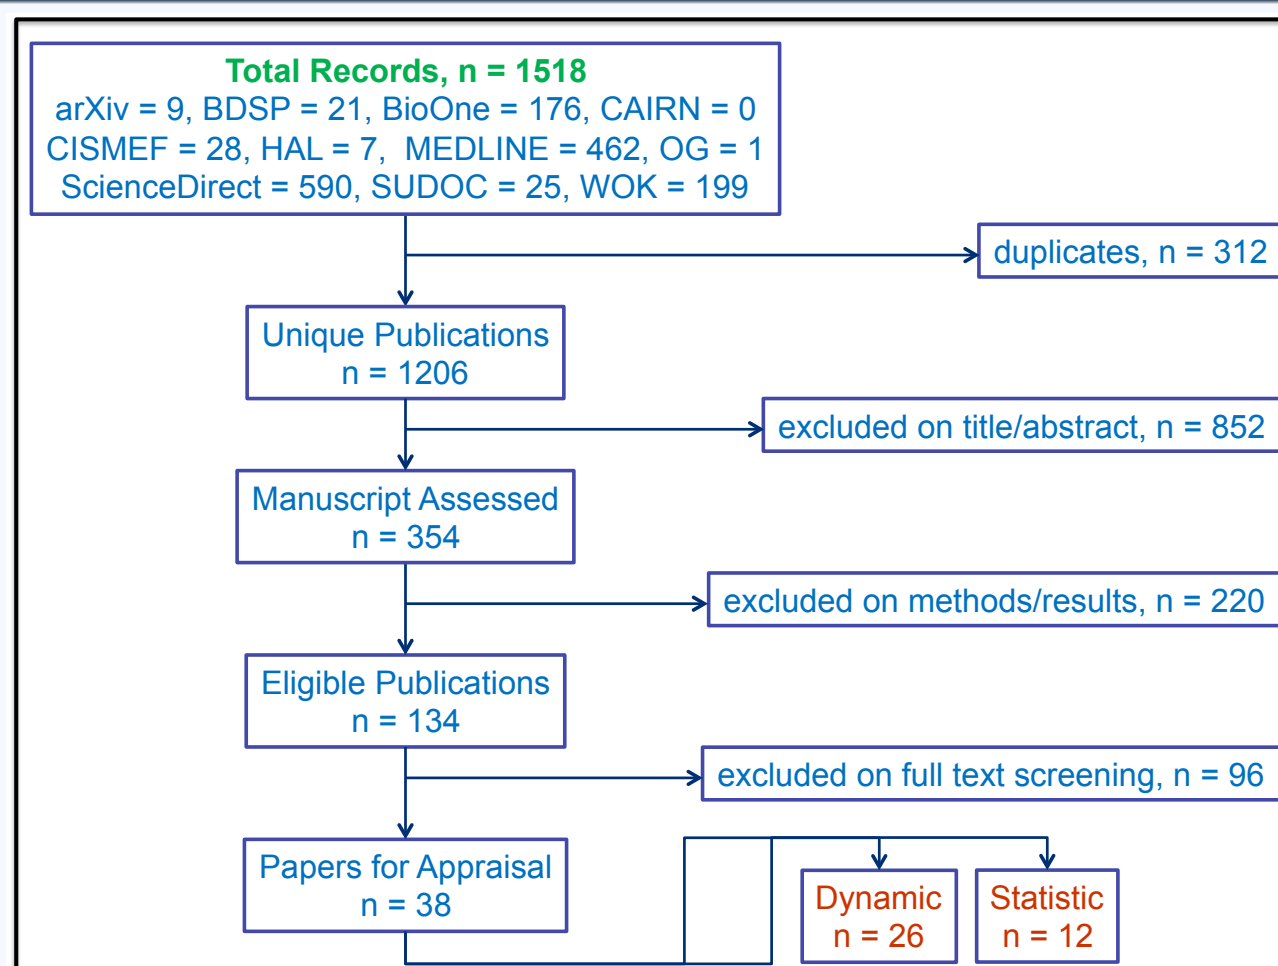 Total Records, n = 1518
arXiv = 9, BDSP = 21, BioOne = 176, CAIRN = 0
CISMEF = 28, HAL = 7, MEDLINE = 462, OG = 1
ScienceDirect = 590, SUDOC = 25, WOK = 199
duplicates, n = 312
Unique Publications
n = 1206
excluded on title/abstract, n = 852
Manuscript Assessed
n = 354
excluded on methods/results, n = 220
Eligible Publications
n = 134
excluded on full text screening, n = 96
Papers for Appraisal
n = 38
Dynamic
n = 26
Statistic
n = 12